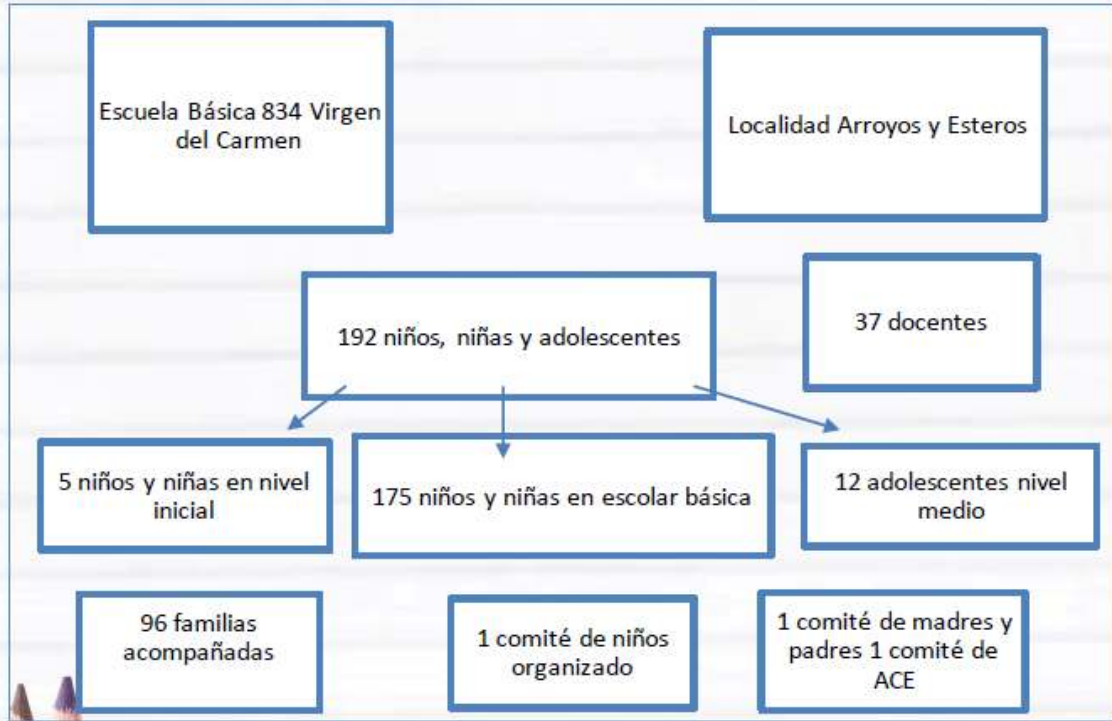 Escuela Básica 834 Virgen
del Carmen
Localidad Arroyos y Esteros
192 niños, niñas y adolescentes
37 docentes
5 niños y niñas en nivel
inicial
175 niños y niñas en escolar básica
12 adolescentes nivel
medio
96 familias
acompañadas
1 comité de niños
organizado
1 comité de madres y
padres 1 comité de
ACE